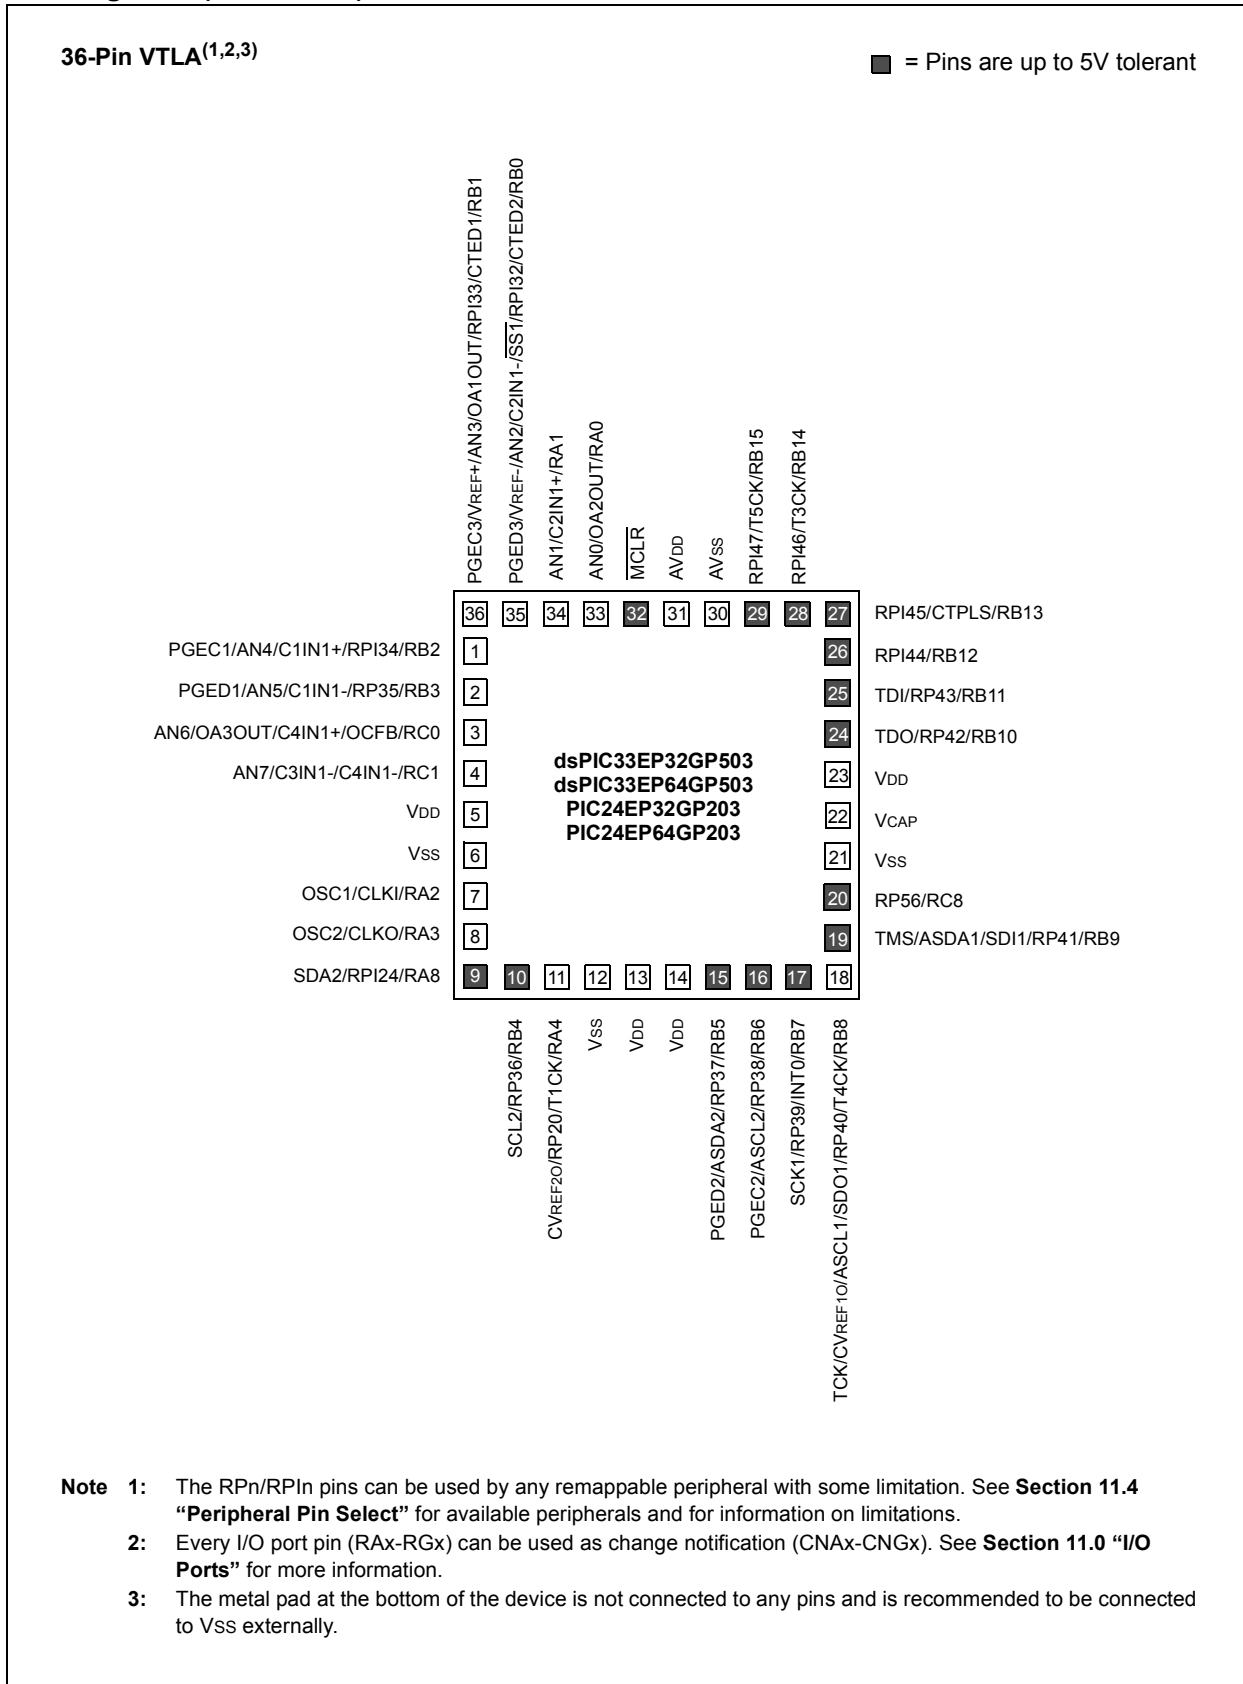 36-Pin VTLA(1,2,3)
= Pins are up to 5V tolerant
PGEC3/VREF+/AN3/OA1OUT/RPI33/CTED1/RB1
PGED3/VREF-/AN2/C2IN1-/SS1/RPI32/CTED2/RB0
AN1/C2IN1+/RA1
AN0/OA2OUT/RA0
MCLR
AVDD
AVSS
RPI47/T5CK/RB15
RPI46/T3CK/RB14
36 35 34 33 32 31 30 29 28 27 RPI45/CTPLS/RB13
PGEC1/AN4/C1IN1+/RPI34/RB2 1 26 RPI44/RB12
PGED1/AN5/C1IN1-/RP35/RB3 2 25 TDI/RP43/RB11
AN6/OA3OUT/C4IN1+/OCFB/RC0 3 24 TDO/RP42/RB10
AN7/C3IN1-/C4IN1-/RC1 4 23 VDD
VDD 5 22 VCAP
VSS 6 21 VSS
OSC1/CLKI/RA2 7 20 RP56/RC8
OSC2/CLKO/RA3 8 19 TMS/ASDA1/SDI1/RP41/RB9
dsPIC33EP32GP503
dsPIC33EP64GP503
PIC24EP32GP203
PIC24EP64GP203
SDA2/RPI24/RA8 9 10 11 12 13 14 15 16 17 18
SCL2/RP36/RB4
CVREF2O/RP20/T1CK/RA4
VSS
VDD
VDD
PGED2/ASDA2/RP37/RB5
PGEC2/ASCL2/RP38/RB6
SCK1/RP39/INT0/RB7
TCK/CVREF1O/ASCL1/SDO1/RP40/T4CK/RB8
Note 1: The RPn/RPIn pins can be used by any remappable peripheral with some limitation. See Section 11.4
“Peripheral Pin Select” for available peripherals and for information on limitations.
2: Every I/O port pin (RAx-RGx) can be used as change notification (CNAx-CNGx). See Section 11.0 “I/O
Ports” for more information.
3: The metal pad at the bottom of the device is not connected to any pins and is recommended to be connected
to VSS externally.